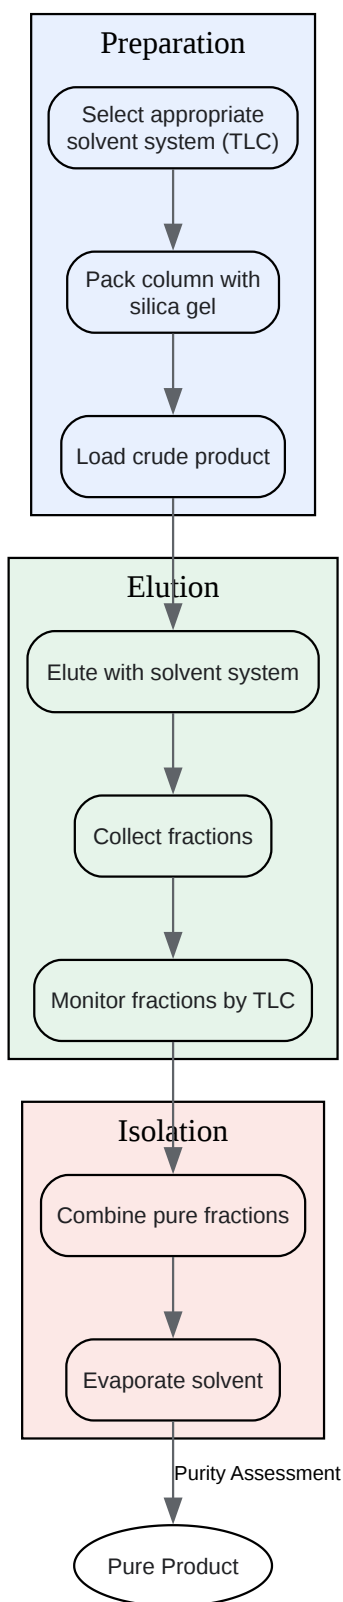 Preparation
Select appropriate
solvent system (TLC)
Pack column with
silica gel
Load crude product
Elution
Elute with solvent system
Collect fractions
Monitor fractions by TLC
Isolation
Combine pure fractions
Evaporate solvent
Purity Assessment
Pure Product